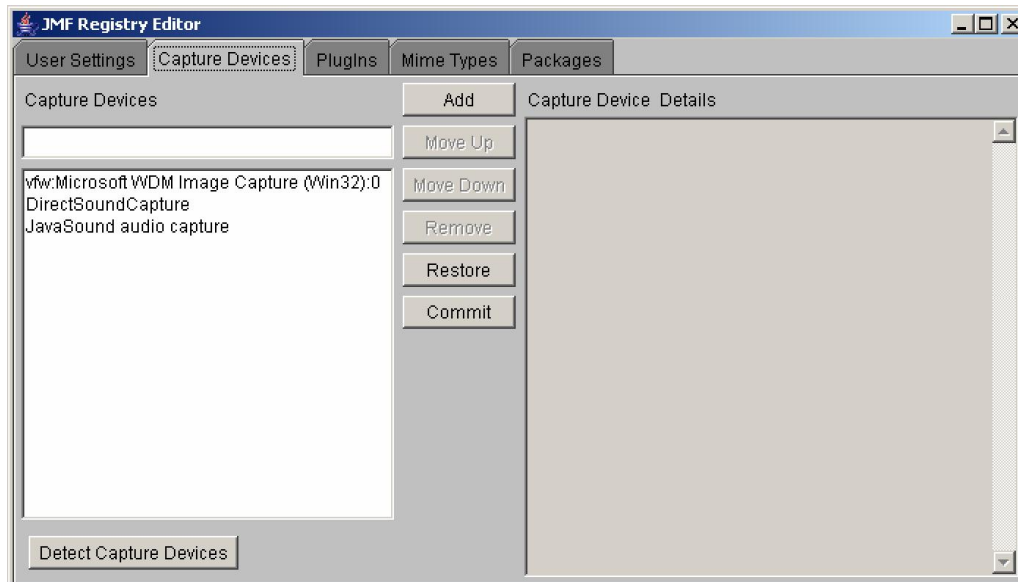 JMF Registry Editor
User Settings
Capture Devices
PlugIns
Mime Types
Packages
Capture Devices
Add
Capture Device Details
Move Up
vfw:Microsoft WDM Image Capture (Win32):0
Move Down
DirectSoundCapture
JavaSound audio capture
Remove
Restore
Commit
Detect Capture Devices